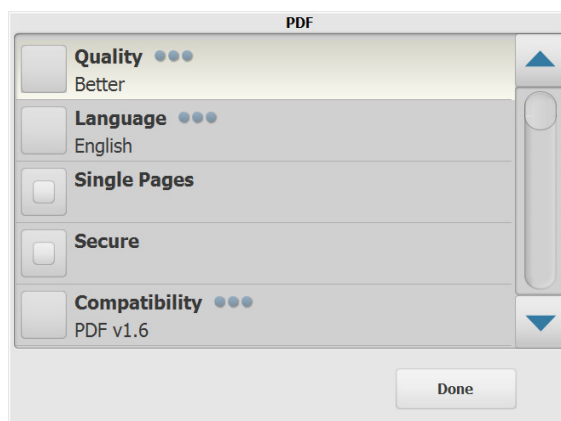 PDF
Quality
Better
Language
English
Single Pages
Secure
Compatibility
PDF v1.6
Done